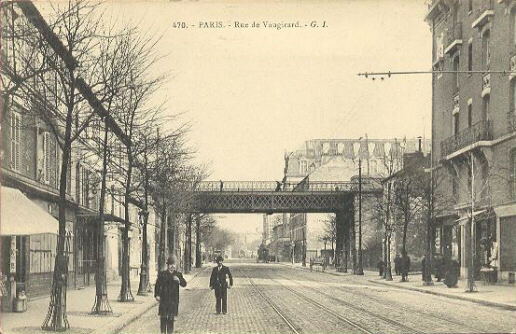 470. - PARIS. - Rue de Vaugirard. - G. I.